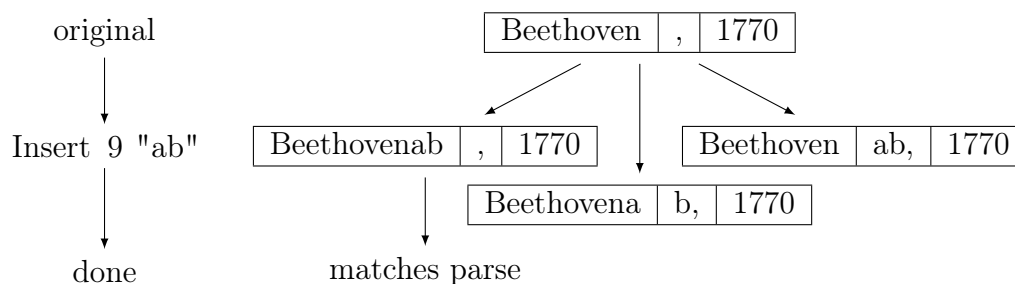 original
Beethoven , 1770
Insert 9 "ab"
Beethovenab , 1770
Beethoven ab, 1770
Beethovena b, 1770
done
matches parse